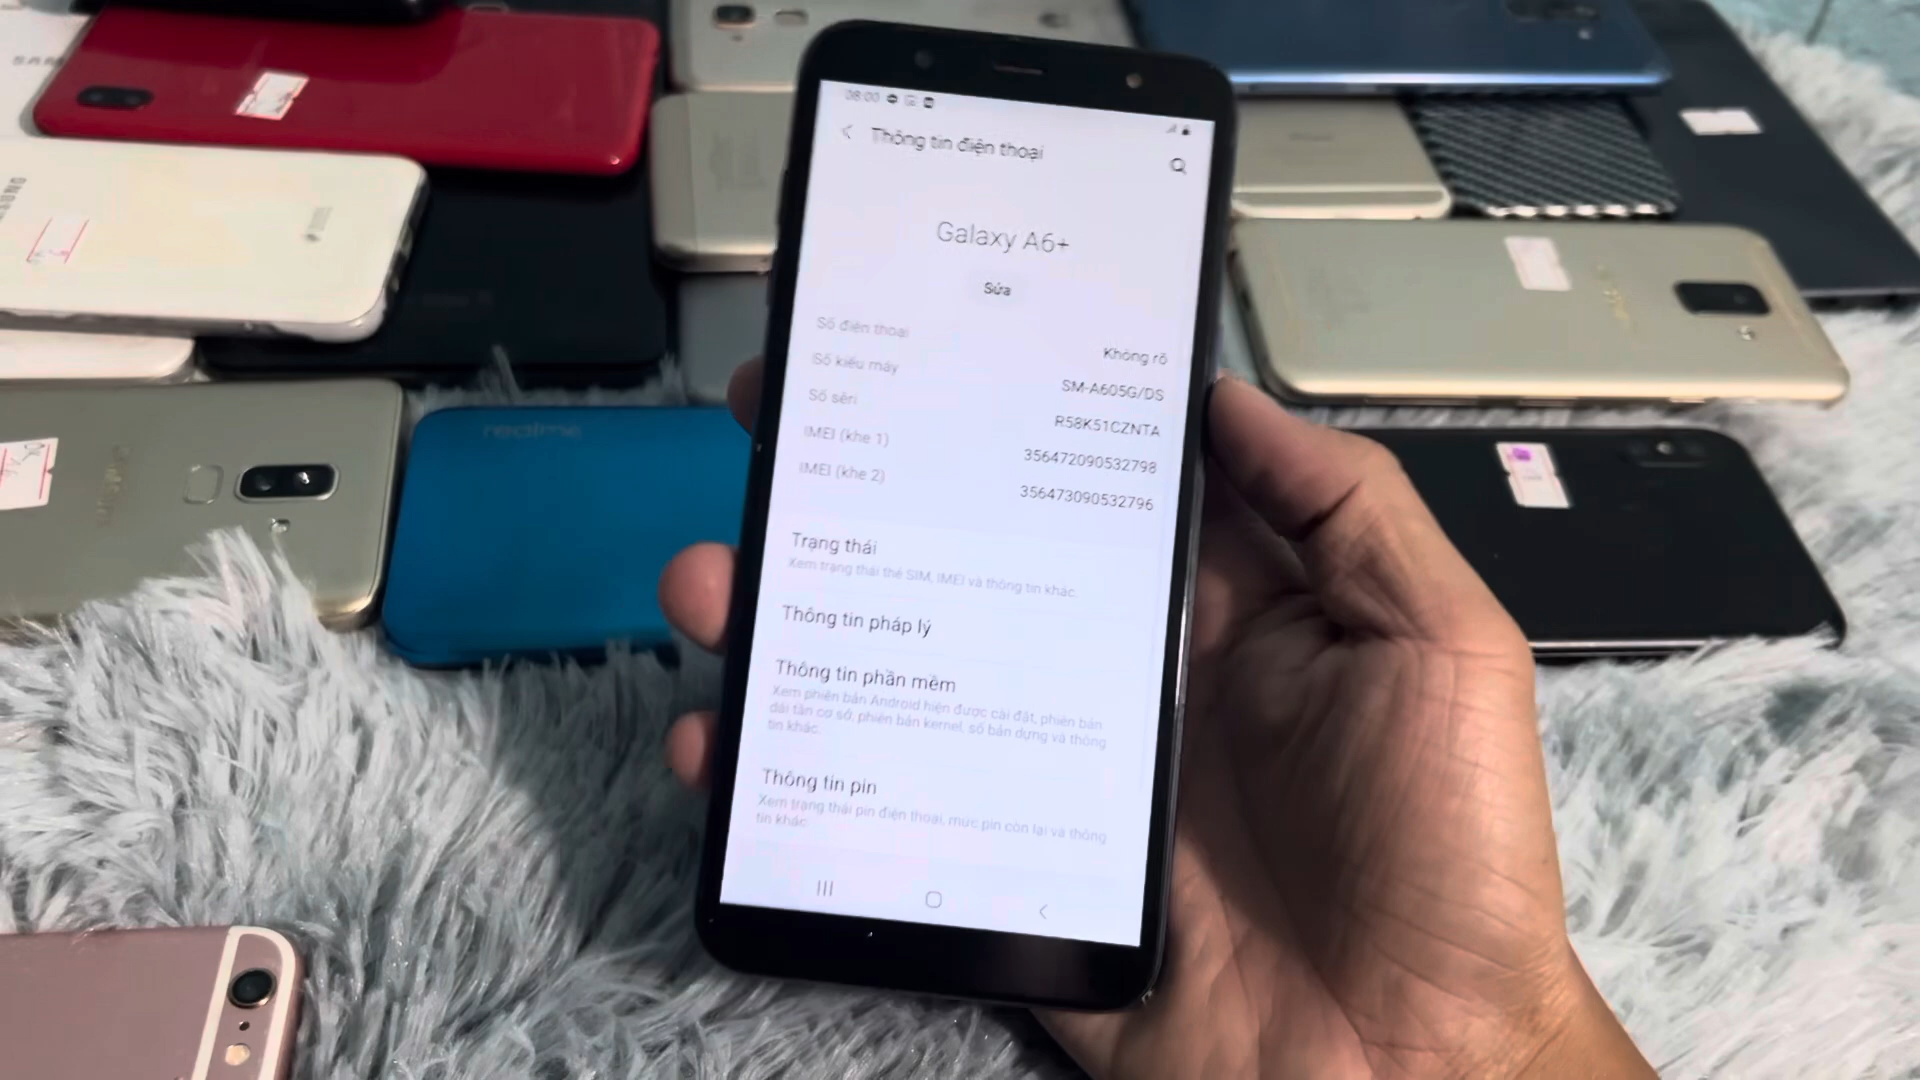 08:00
Thông tin điện thoại
Galaxy A6+
Sửa
Số điện thoại
Không rõ
Số kiểu máy
SM-A605G/DS
Số sêri
R58K51CZNTA
IMEI (khe 1)
356472090532798
IMEI (khe 2)
356473090532796
Trạng thái
Xem trạng thái thẻ SIM, IMEI và thông tin khác.
Thông tin pháp lý
Thông tin phần mềm
Xem phiên bản Android hiện được cài đặt, phiên bản
dải tần cơ sở, phiên bản kernel, số bản dựng và thông
tin khác.
Thông tin pin
Xem trạng thái pin điện thoại, mức pin còn lại và thông
tin khác.
realme